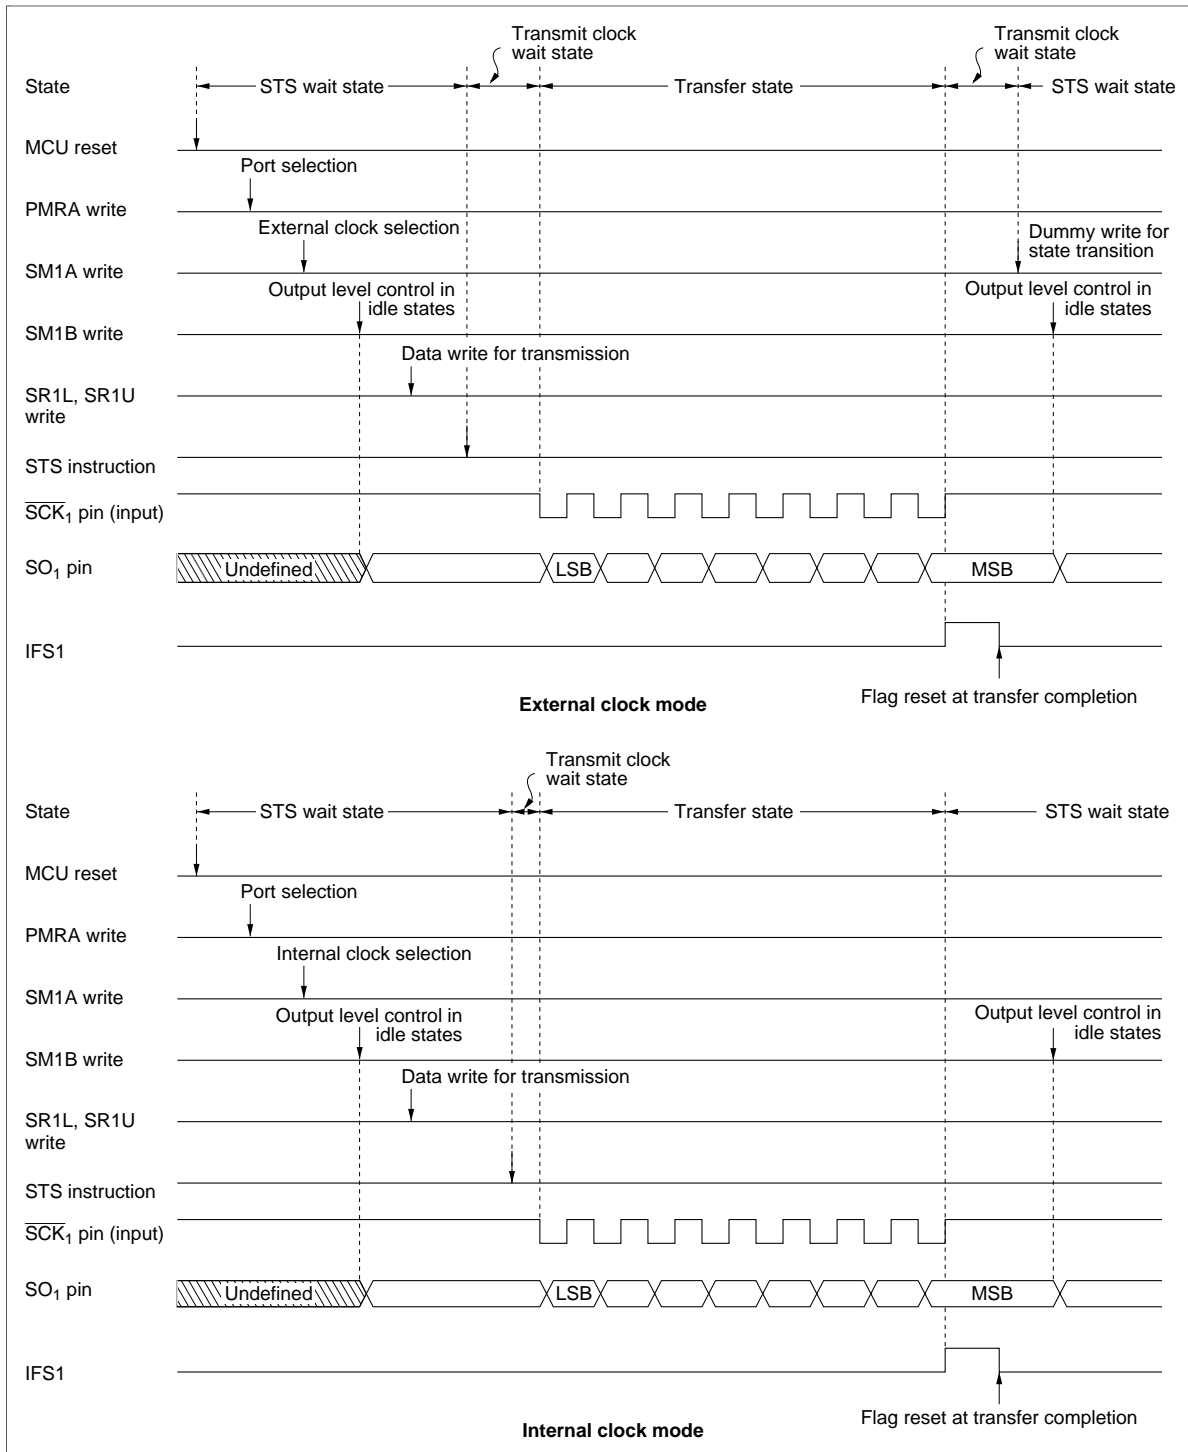 Transmit clock
wait state
Transmit clock
wait state
State
STS wait state
Transfer state
STS wait state
MCU reset
Port selection
PMRA write
External clock selection
Dummy write for
state transition
SM1A write
Output level control in
idle states
Output level control in
idle states
SM1B write
Data write for transmission
SR1L, SR1U
write
STS instruction
SCK1 pin (input)
SO1 pin
Undefined
LSB
MSB
IFS1
Flag reset at transfer completion
External clock mode
Transmit clock
wait state
State
STS wait state
Transfer state
STS wait state
MCU reset
Port selection
PMRA write
Internal clock selection
SM1A write
Output level control in
idle states
Output level control in
idle states
SM1B write
Data write for transmission
SR1L, SR1U
write
STS instruction
SCK1 pin (input)
SO1 pin
Undefined
LSB
MSB
IFS1
Flag reset at transfer completion
Internal clock mode